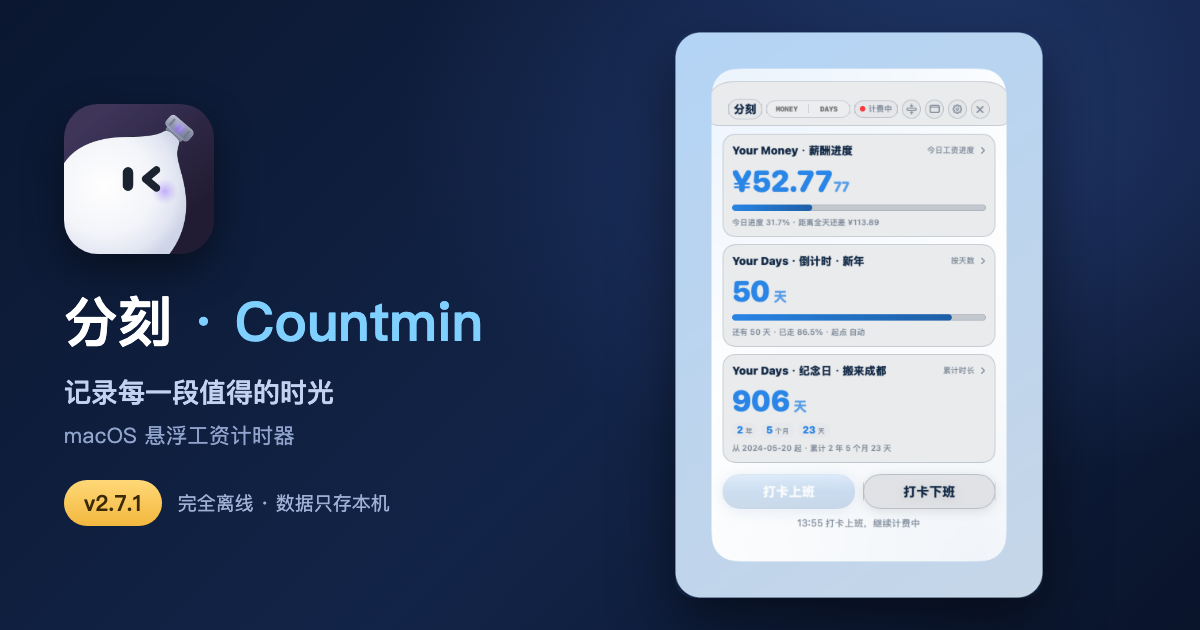 分刻 · Countmin
记录每一段值得的时光
macOS 悬浮工资计时器
v2.7.1
完全离线 · 数据只存本机
分刻
MONEY
DAYS
计费中
Your Money · 薪酬进度
今日工资进度
¥52.7777
今日进度 31.7% · 距离全天还差 ¥113.89
Your Days · 倒计时 · 新年
按天数
50 天
还有 50 天 · 已走 86.5% · 起点 自动
Your Days · 纪念日 · 搬来成都
累计时长
906 天
2 年 5 个月 23 天
从 2024-05-20 起 · 累计 2 年 5 个月 23 天
打卡上班
打卡下班
13:55 打卡上班，继续计费中